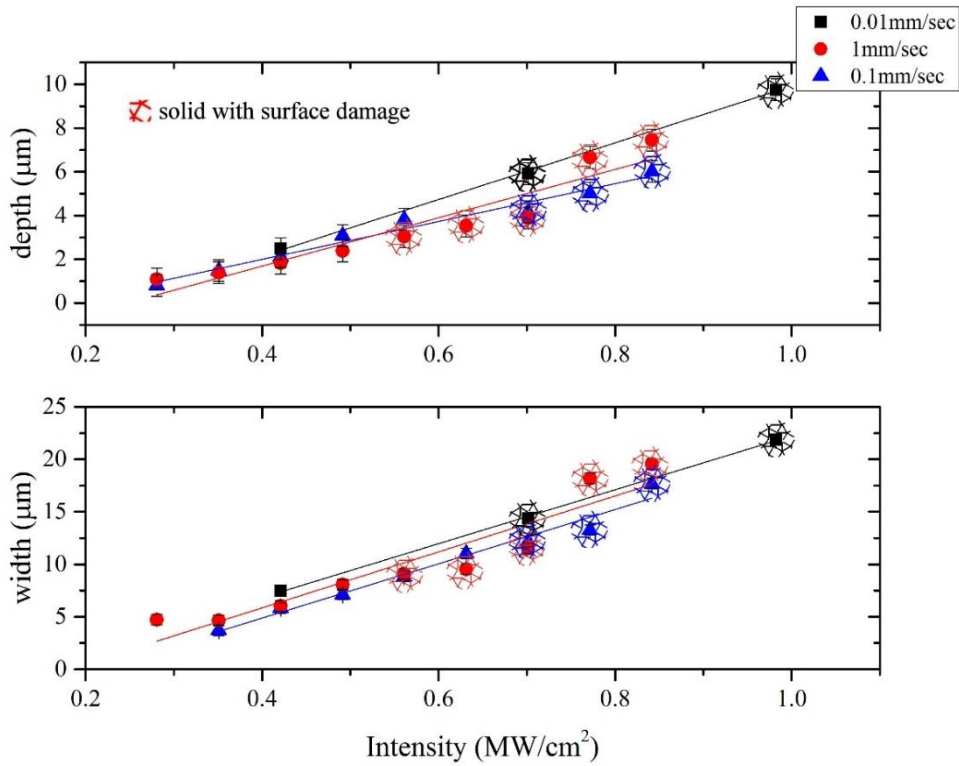 0.01mm/sec
1mm/sec
0.1mm/sec
solid with surface damage
depth (μm)
10
8
6
4
2
0
0.2 0.4 0.6 0.8 1.0
width (μm)
25
20
15
10
5
0
0.2 0.4 0.6 0.8 1.0
Intensity (MW/cm²)